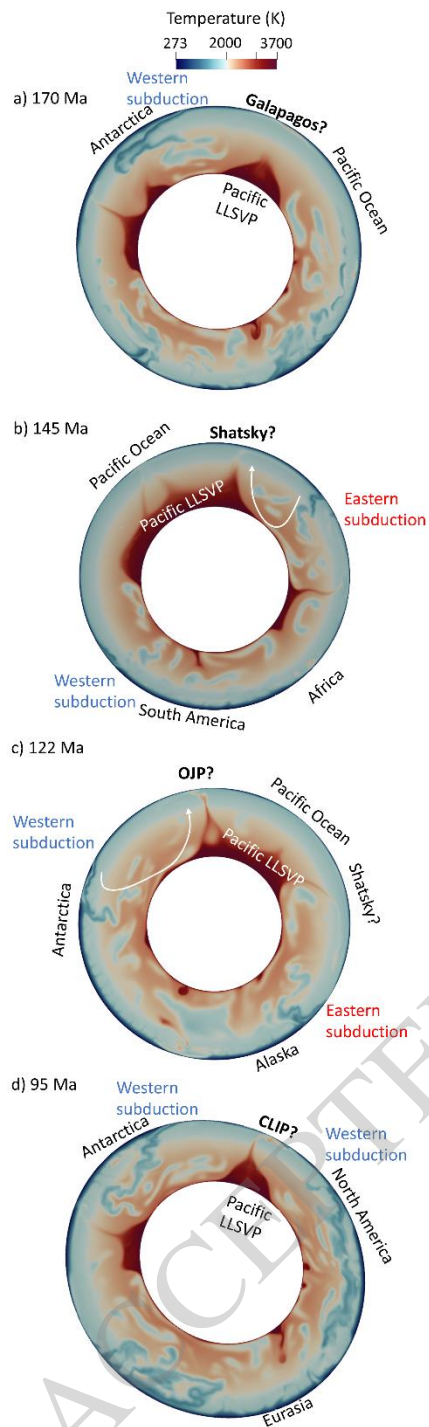 Temperature (K)
273 2000 3700
Western
subduction
a) 170 Ma
Antarctica
Galapagos?
Pacific Ocean
Pacific
LLSVP
b) 145 Ma
Pacific Ocean
Shatsky?
Pacific LLSVP
Eastern
subduction
Western
subduction
South America
Africa
c) 122 Ma
OJP?
Pacific Ocean
Western
subduction
Pacific LLSVP
Shatsky?
Antarctica
Eastern
subduction
Alaska
d) 95 Ma
Western
subduction
Antarctica
CLIP?
Western
subduction
North America
Pacific
LLSVP
Eurasia
ACCEPTE